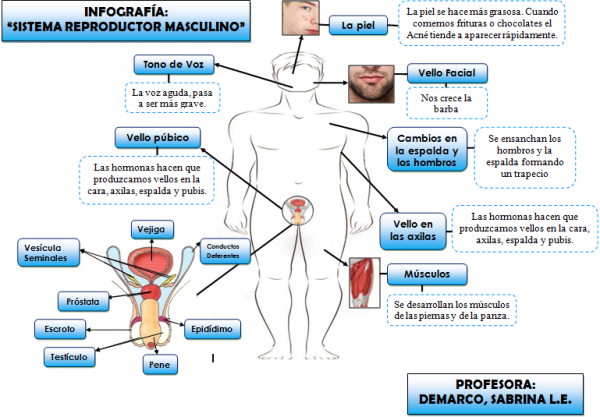 INFOGRAFÍA:
“SISTEMA REPRODUCTOR MASCULINO”
La piel
La piel se hace más grasosa. Cuando
comemos frituras o chocolates el
Acné tiende a aparecer rápidamente.
Tono de Voz
La voz aguda, pasa
a ser más grave.
Vello Facial
Nos crece la
barba
Vello púbico
Las hormonas hacen que
produzcamos vellos en la
cara, axilas, espalda y pubis.
Cambios en
la espalda y
los hombros
Se ensanchan los
hombros y la
espalda formando
un trapecio
Vello en
las axilas
Las hormonas hacen que
produzcamos vellos en la cara,
axilas, espalda y pubis.
Músculos
Se desarrollan los músculos
de las piernas y de la panza.
Vejiga
Vesícula
Seminales
Conductos
Deferentes
Próstata
Escroto
Epidídimo
Testículo
Pene
PROFESORA:
DEMARCO, SABRINA L.E.